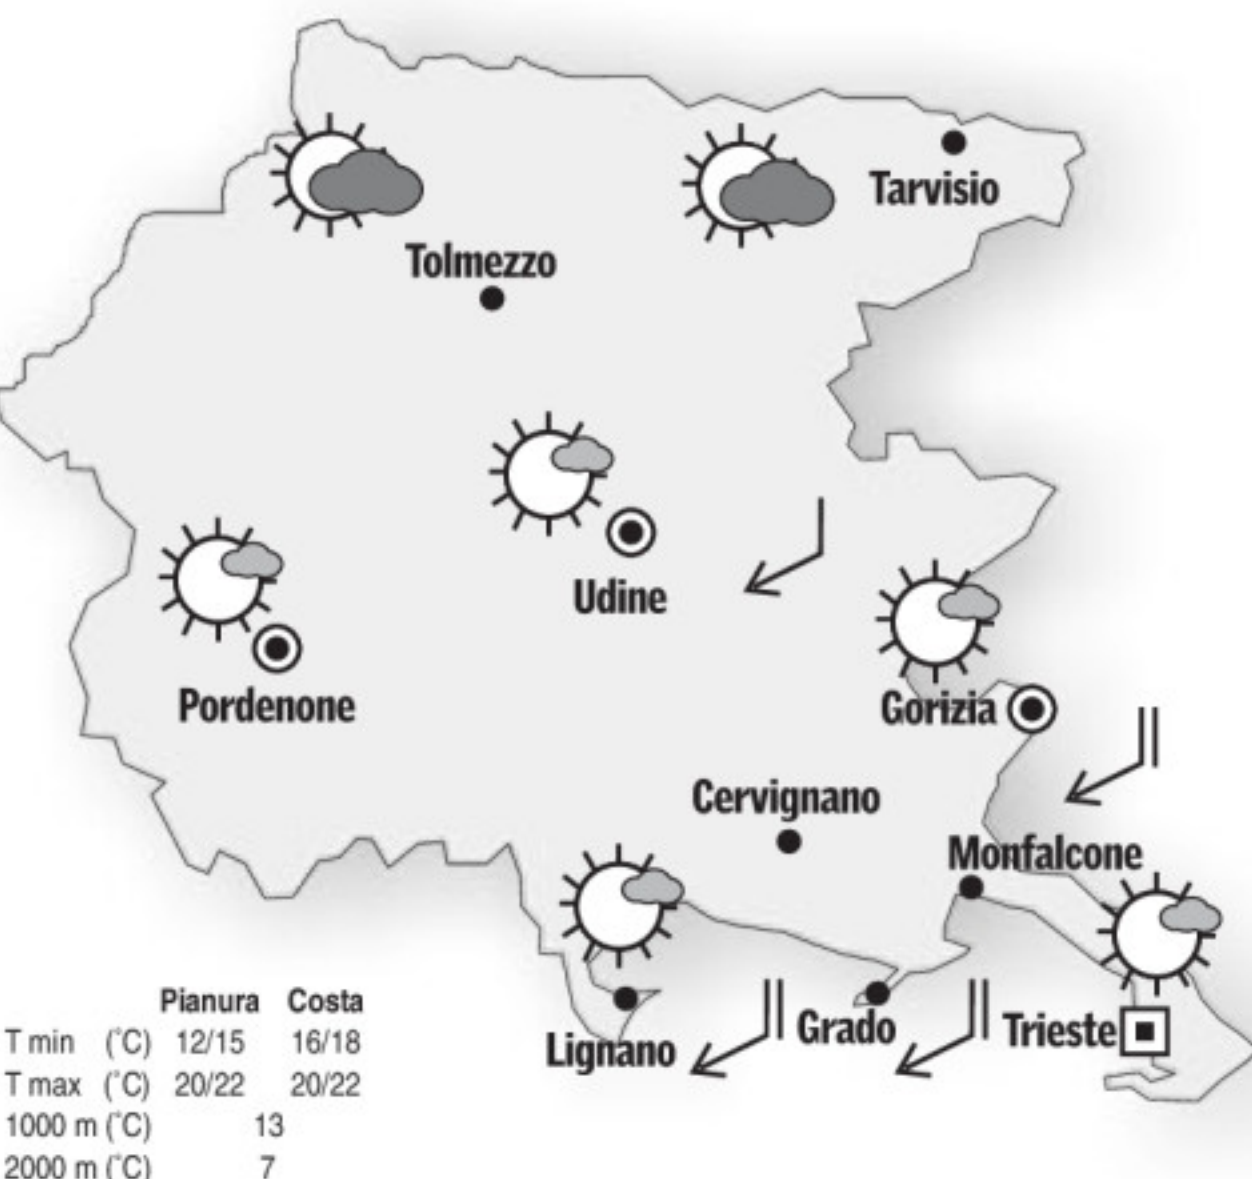 Tarvisio
Tolmezzo
Udine
Pordenone
Gorizia
Cervignano
Monfalcone
Grado
Trieste
Lignano
Pianura Costa
T min (°C) 12/15 16/18
T max (°C) 20/22 20/22
1000 m (°C) 13
2000 m (°C) 7